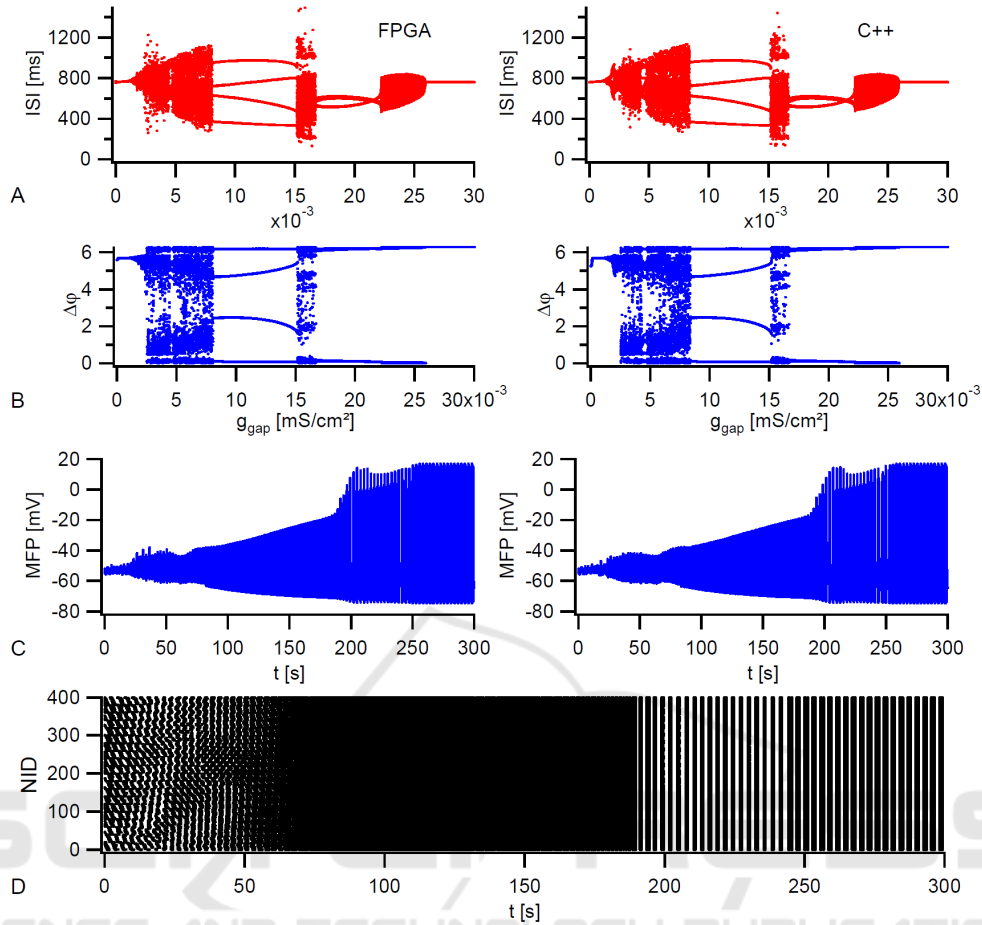 FPGA
C++
ISI [ms]
1200
800
400
0
0 5 10 15 20 25 30
x10-3
ISI [ms]
1200
800
400
0
0 5 10 15 20 25 30
x10-3
A
Δφ
6
4
2
0
0 5 10 15 20 25 30x10-3
ggap [mS/cm²]
Δφ
6
4
2
0
0 5 10 15 20 25 30x10-3
ggap [mS/cm²]
B
MFP [mV]
20
0
-20
-40
-60
-80
0 50 100 150 200 250 300
t [s]
MFP [mV]
20
0
-20
-40
-60
-80
0 50 100 150 200 250 300
t [s]
C
NID
400
300
200
100
0
0 50 100 150 200 250 300
t [s]
D